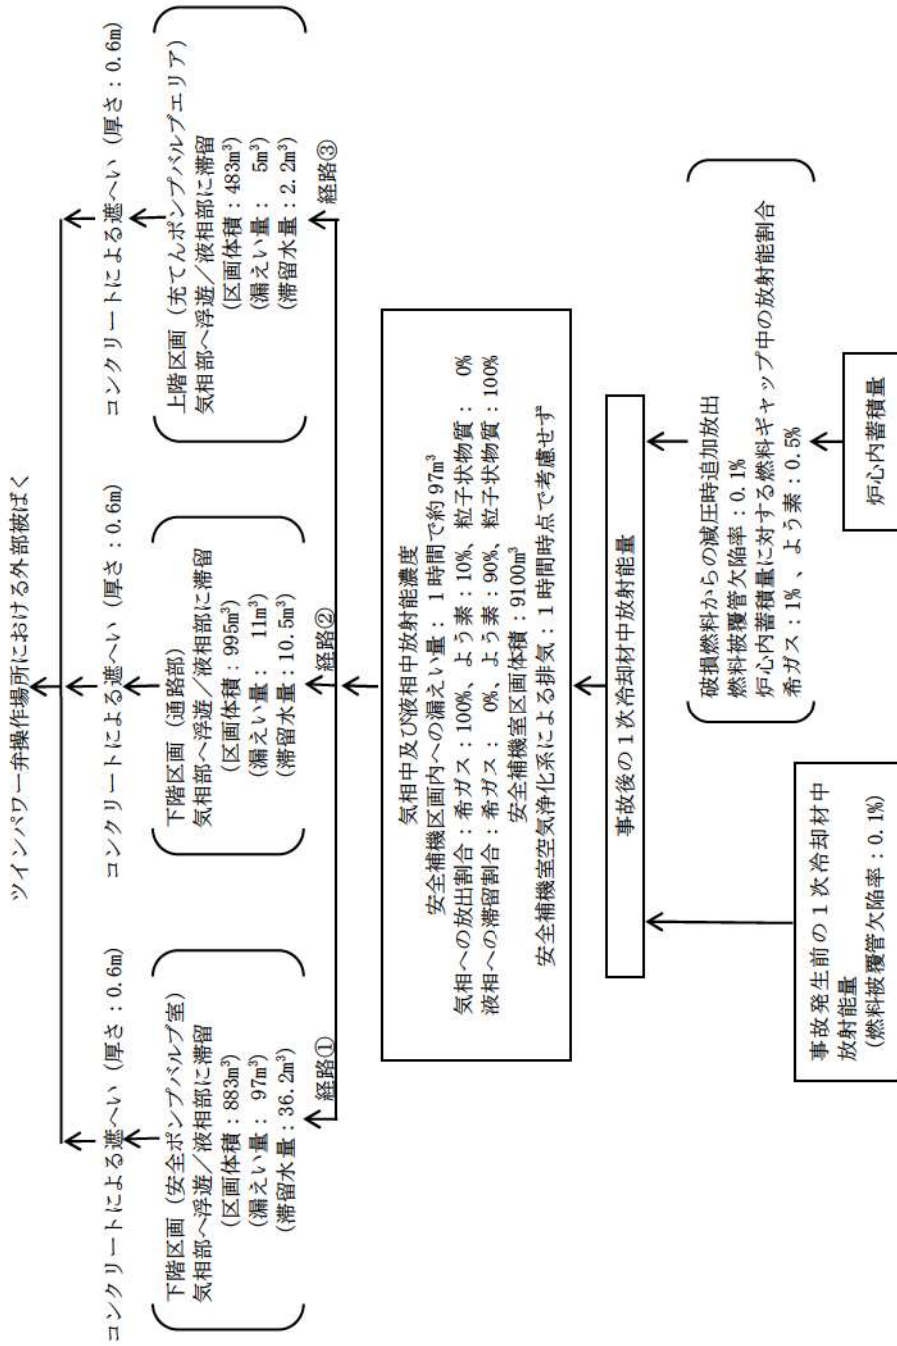 ツインパワー弁操作場所における外部被ばく
コンクリートによる遮へい（厚さ：0.6m）
下階区画（安全ポンプバルブ室）
気相部へ浮遊／液相部に滞留
（区画体積：883m³）
（漏えい量： 97m³）
（滞留水量：36.2m³）
経路①
コンクリートによる遮へい（厚さ：0.6m）
下階区画（通路部）
気相部へ浮遊／液相部に滞留
（区画体積：995m³）
（漏えい量： 11m³）
（滞留水量：10.5m³）
経路②
コンクリートによる遮へい（厚さ：0.6m）
上階区画（充てんポンプバルブエリア）
気相部へ浮遊／液相部に滞留
（区画体積：483m³）
（漏えい量： 5m³）
（滞留水量：2.2m³）
経路③
気相中及び液相中放射能濃度
安全補機区画内への漏えい量：1時間で約97m³
気相への放出割合：希ガス：100%、よう素：10%、粒子状物質： 0%
液相への滞留割合：希ガス： 0%、よう素：90%、粒子状物質：100%
安全補機室区画体積：9100m³
安全補機室空気浄化系による排気：1時間時点で考慮せず
事故後の1次冷却材中放射能量
事故発生前の1次冷却材中
放射能量
（燃料被覆管欠陥率：0.1%）
破損燃料からの減圧時追加放出
燃料被覆管欠陥率：0.1%
炉心内蓄積量に対する燃料ギャップ中の放射能割合
希ガス：1%、よう素：0.5%
炉心内蓄積量